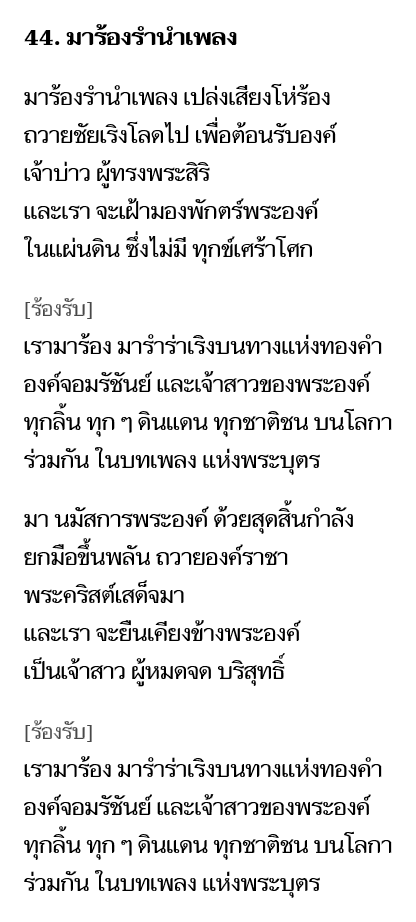 44. มาร้องรำนำเพลง
มาร้องรำนำเพลง เปล่งเสียงโห่ร้อง
ถวายชัยเริงโลดไป เพื่อต้อนรับองค์
เจ้าบ่าว ผู้ทรงพระสิริ
และเรา จะเฝ้ามองพักตร์พระองค์
ในแผ่นดิน ซึ่งไม่มี ทุกข์เศร้าโศก
[ร้องรับ]
เรามาร้อง มารำร่าเริงบนทางแห่งทองคำ
องค์จอมราชันย์ และเจ้าสาวของพระองค์
ทุกลิ้น ทุก ๆ ดินแดน ทุกชาติชน บนโลกา
ร่วมกัน ในบทเพลง แห่งพระบุตร
มา นมัสการพระองค์ ด้วยสุดสิ้นกำลัง
ยกมือขึ้นพลัน ถวายองค์ราชา
พระคริสต์เสด็จมา
และเรา จะยืนเคียงข้างพระองค์
เป็นเจ้าสาว ผู้หมดจด บริสุทธิ์
[ร้องรับ]
เรามาร้อง มารำร่าเริงบนทางแห่งทองคำ
องค์จอมราชันย์ และเจ้าสาวของพระองค์
ทุกลิ้น ทุก ๆ ดินแดน ทุกชาติชน บนโลกา
ร่วมกัน ในบทเพลง แห่งพระบุตร